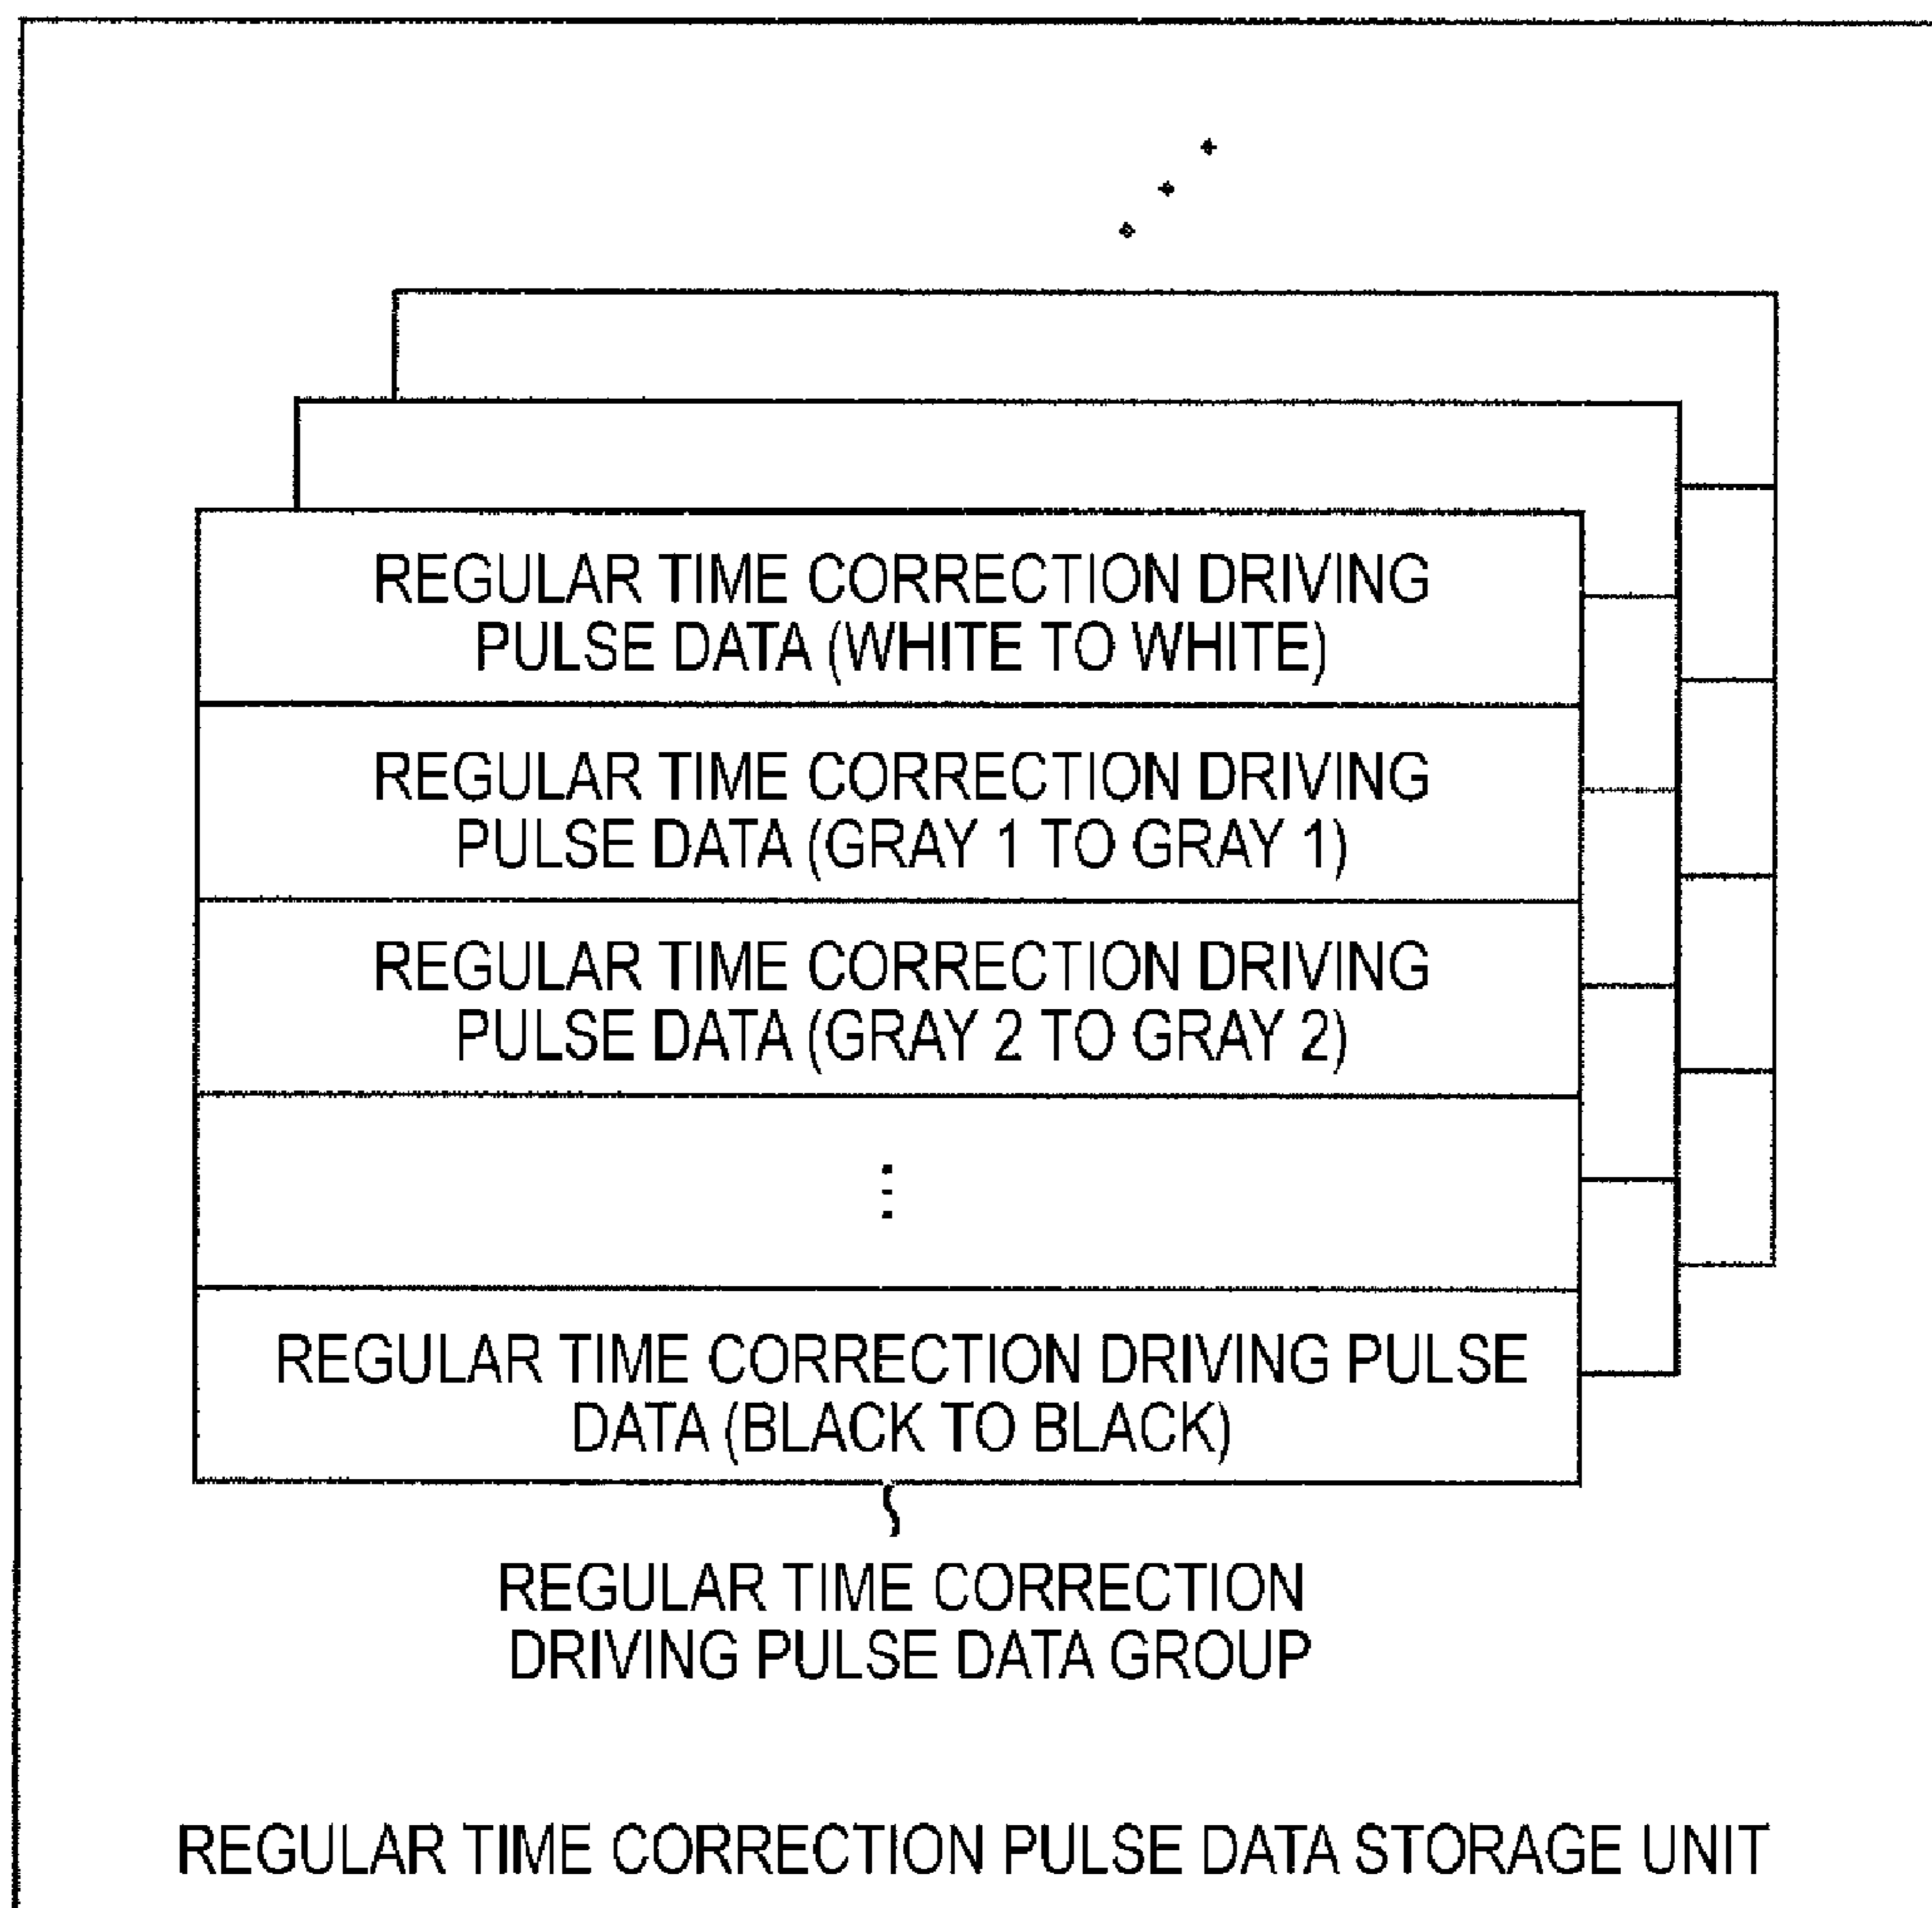 REGULAR TIME CORRECTION DRIVING
PULSE DATA (WHITE TO WHITE)
REGULAR TIME CORRECTION DRIVING
PULSE DATA (GRAY 1 TO GRAY 1)
REGULAR TIME CORRECTION DRIVING
PULSE DATA (GRAY 2 TO GRAY 2)
REGULAR TIME CORRECTION DRIVING PULSE
DATA (BLACK TO BLACK)
REGULAR TIME CORRECTION
DRIVING PULSE DATA GROUP
REGULAR TIME CORRECTION PULSE DATA STORAGE UNIT